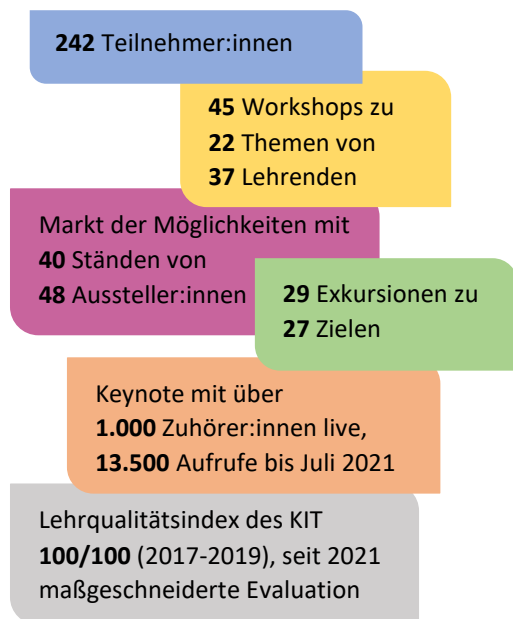 242 Teilnehmer:innen
45 Workshops zu
22 Themen von
37 Lehrenden
Markt der Möglichkeiten mit
40 Ständen von
48 Aussteller:innen
29 Exkursionen zu
27 Zielen
Keynote mit über
1.000 Zuhörer:innen live,
13.500 Aufrufe bis Juli 2021
Lehrqualitätsindex des KIT
100/100 (2017-2019), seit 2021
maßgeschneiderte Evaluation